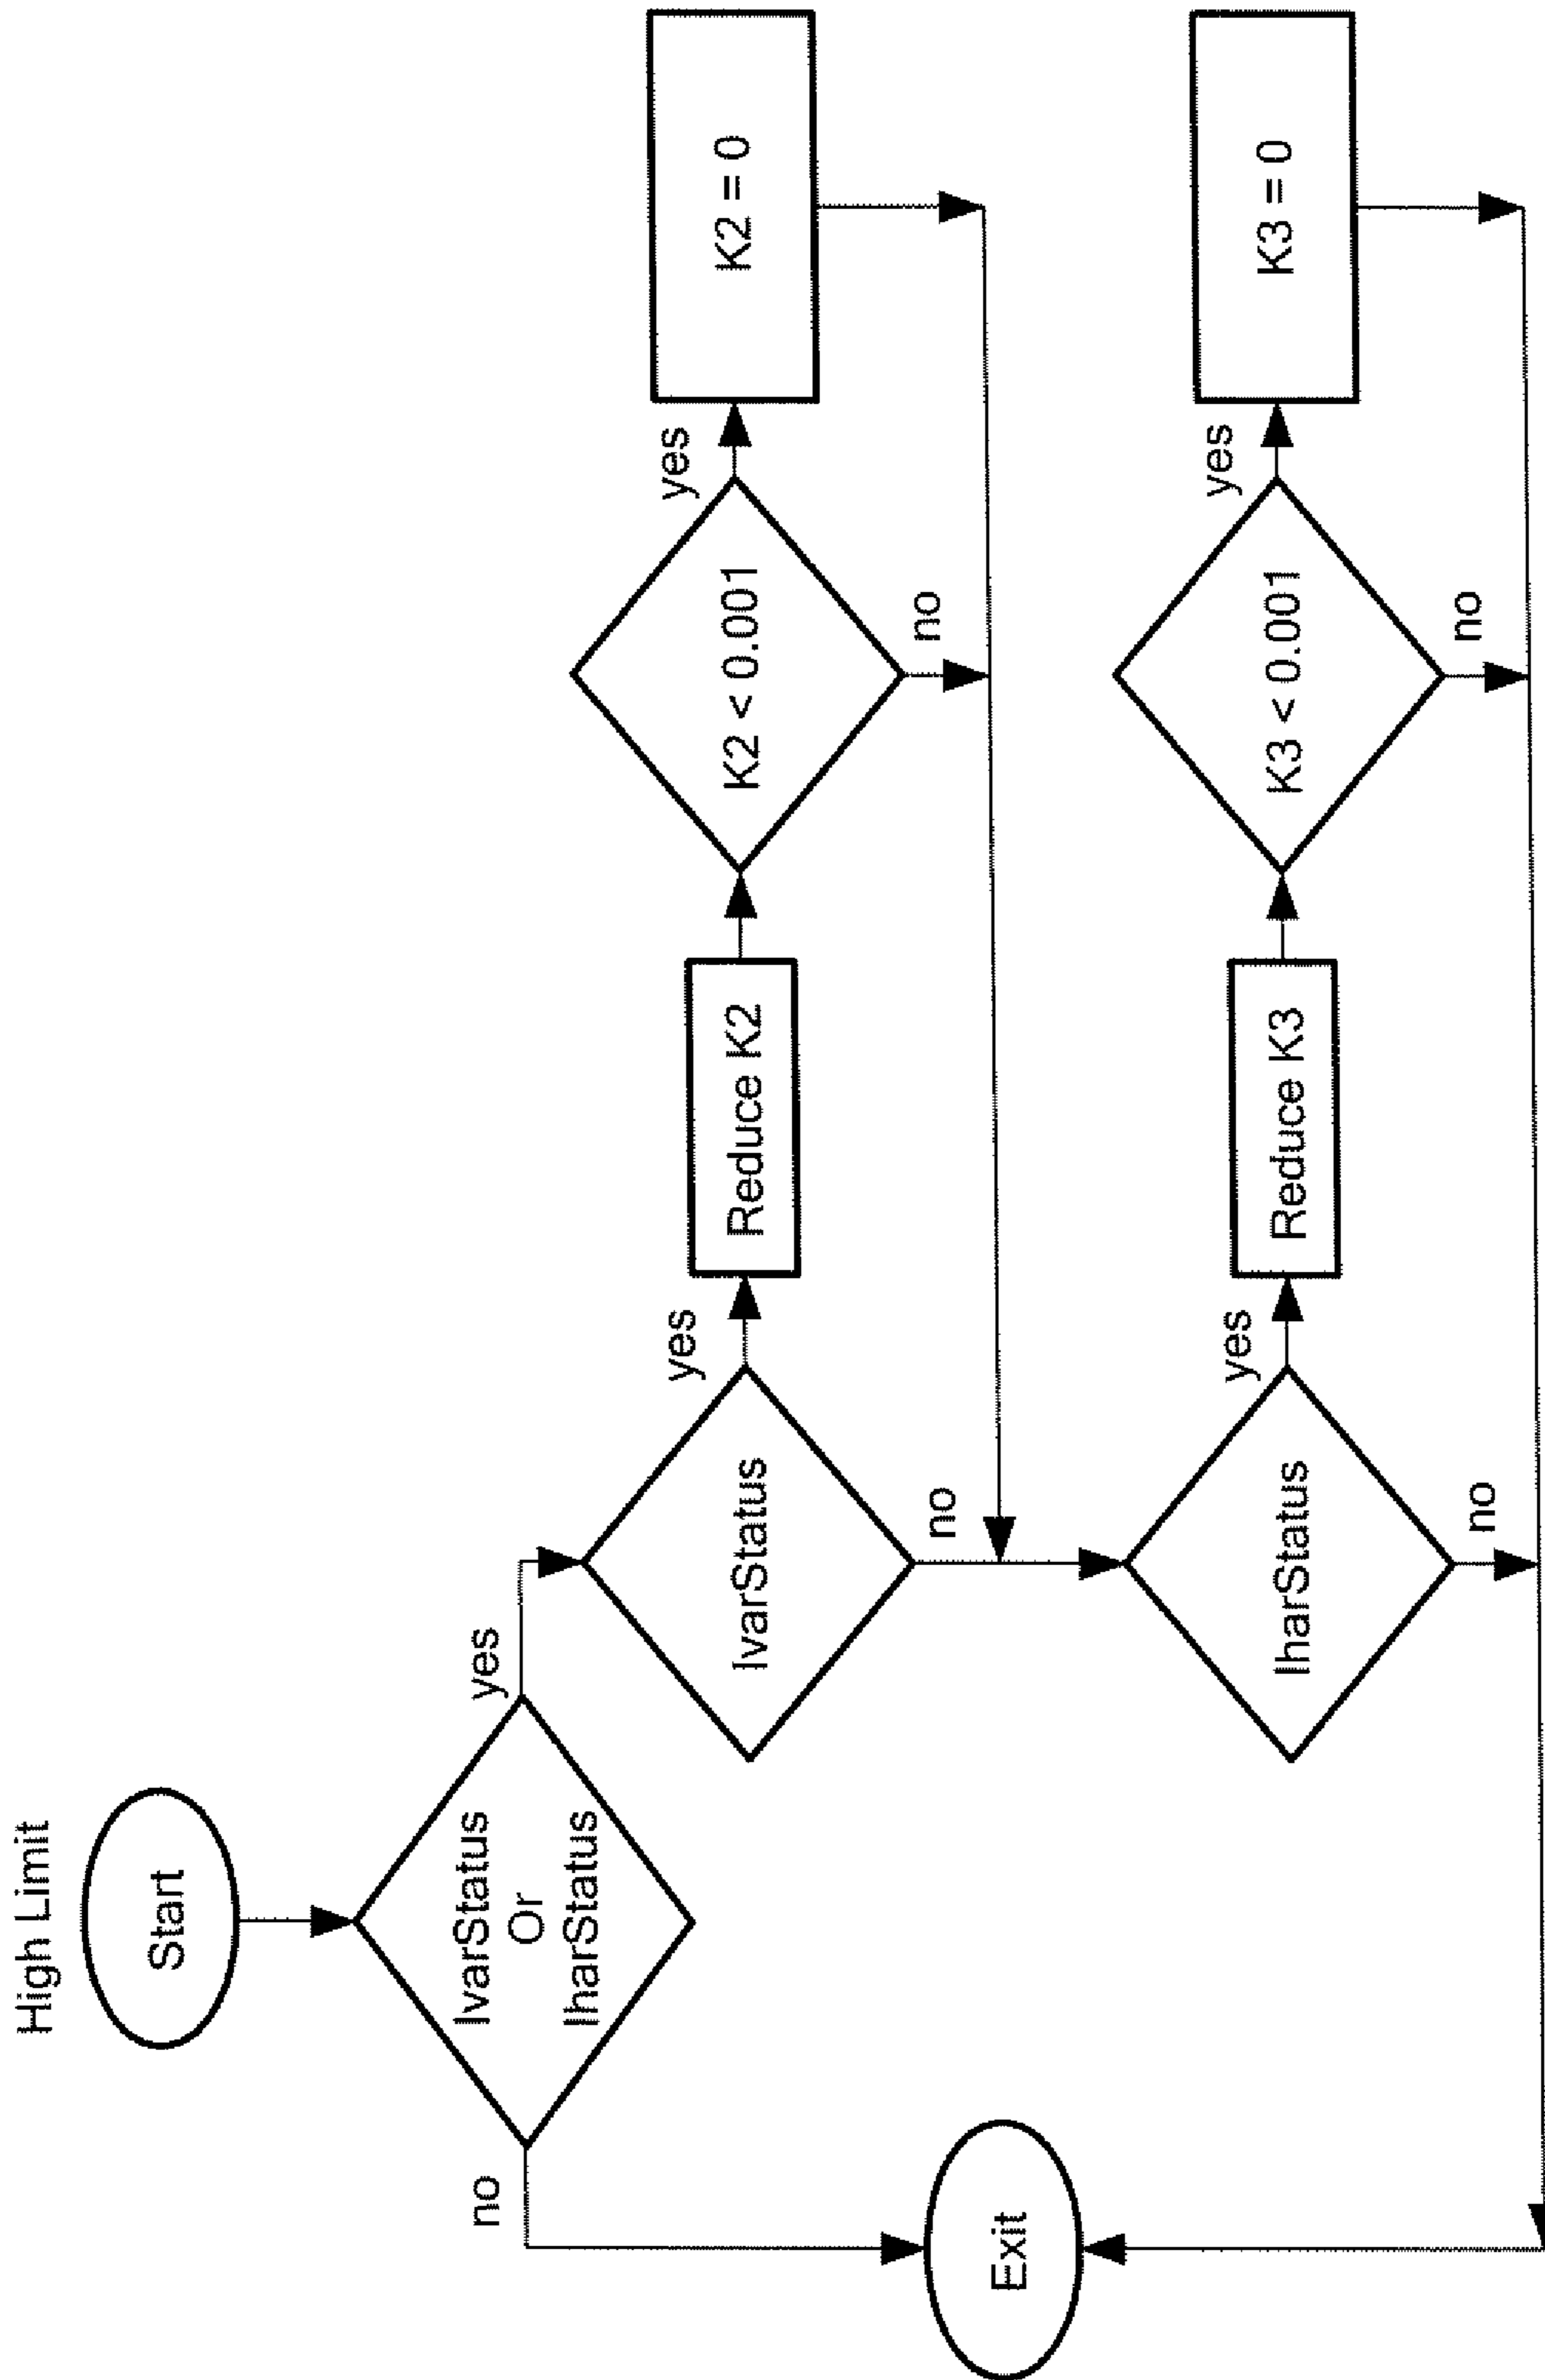 High Limit
Start
IvarStatus
Or
IharStatus
yes
no
IvarStatus
yes
no
Reduce K2
K2 < 0.001
yes
no
K2 = 0
IharStatus
yes
no
Reduce K3
K3 < 0.001
yes
no
K3 = 0
Exit